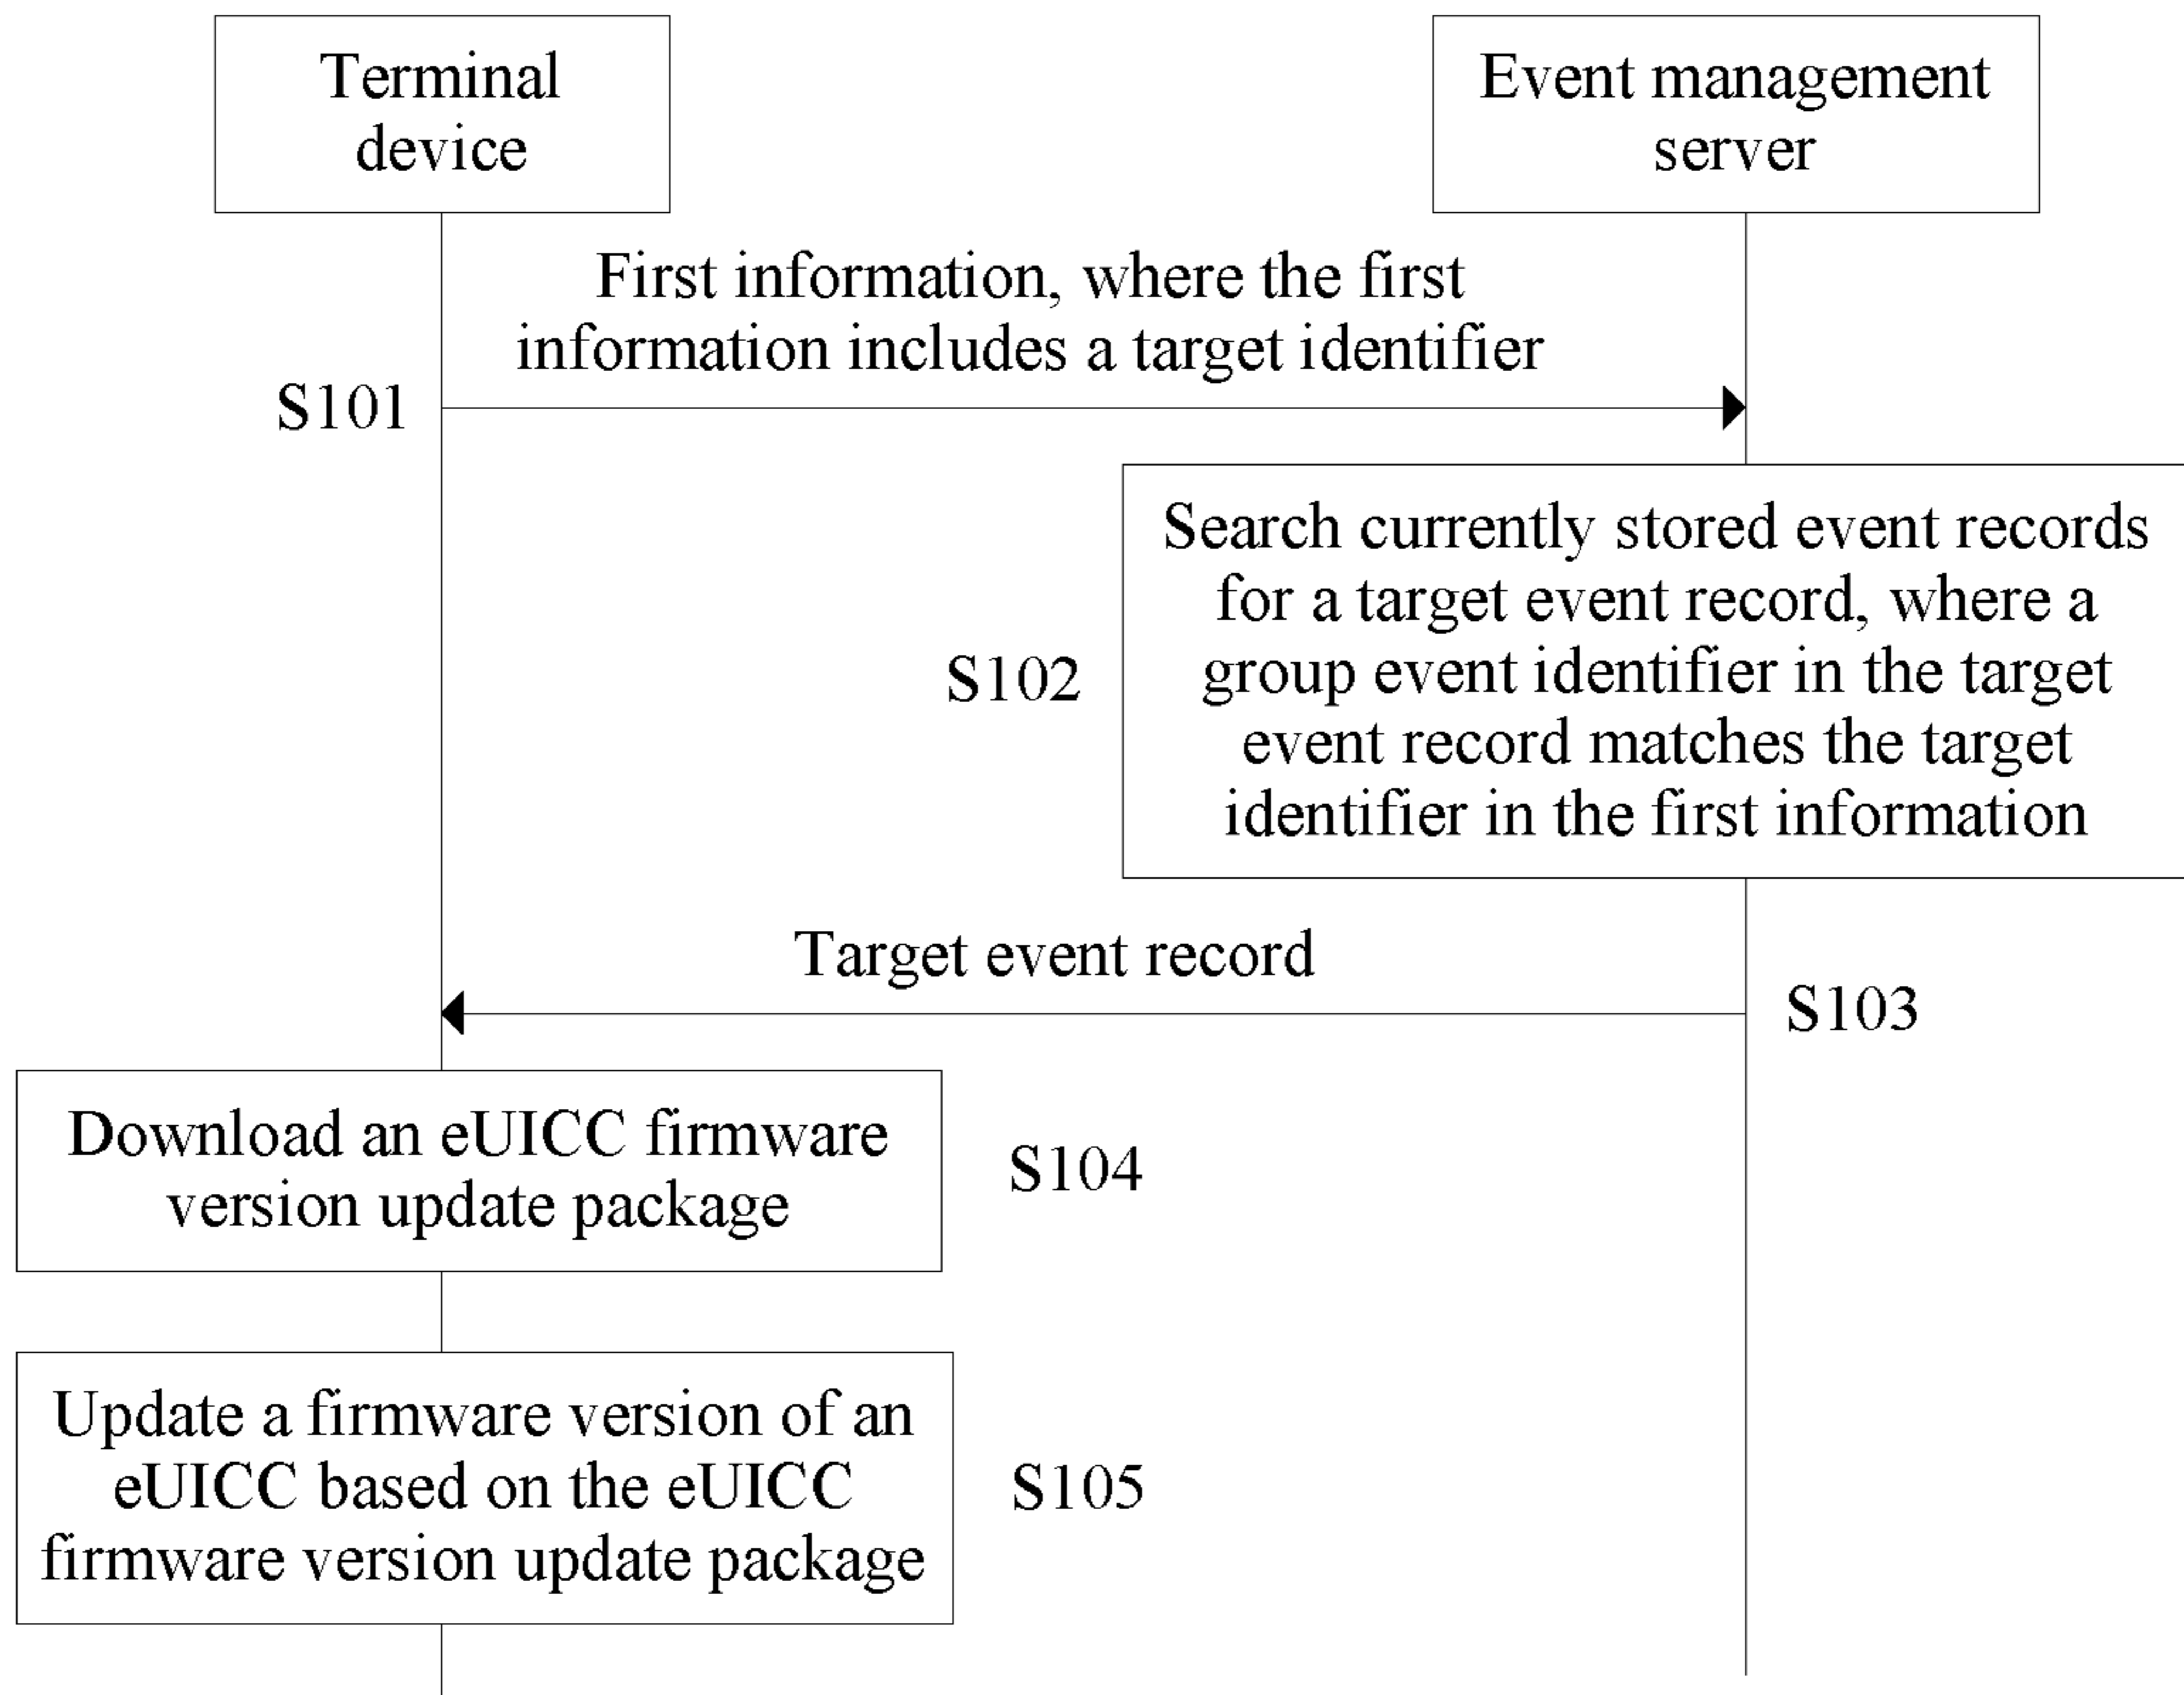 Terminal
device
Event management
server
First information, where the first
information includes a target identifier
S101
Search currently stored event records
for a target event record, where a
group event identifier in the target
event record matches the target
identifier in the first information
S102
Target event record
S103
Download an eUICC firmware
version update package
S104
Update a firmware version of an
eUICC based on the eUICC
firmware version update package
S105